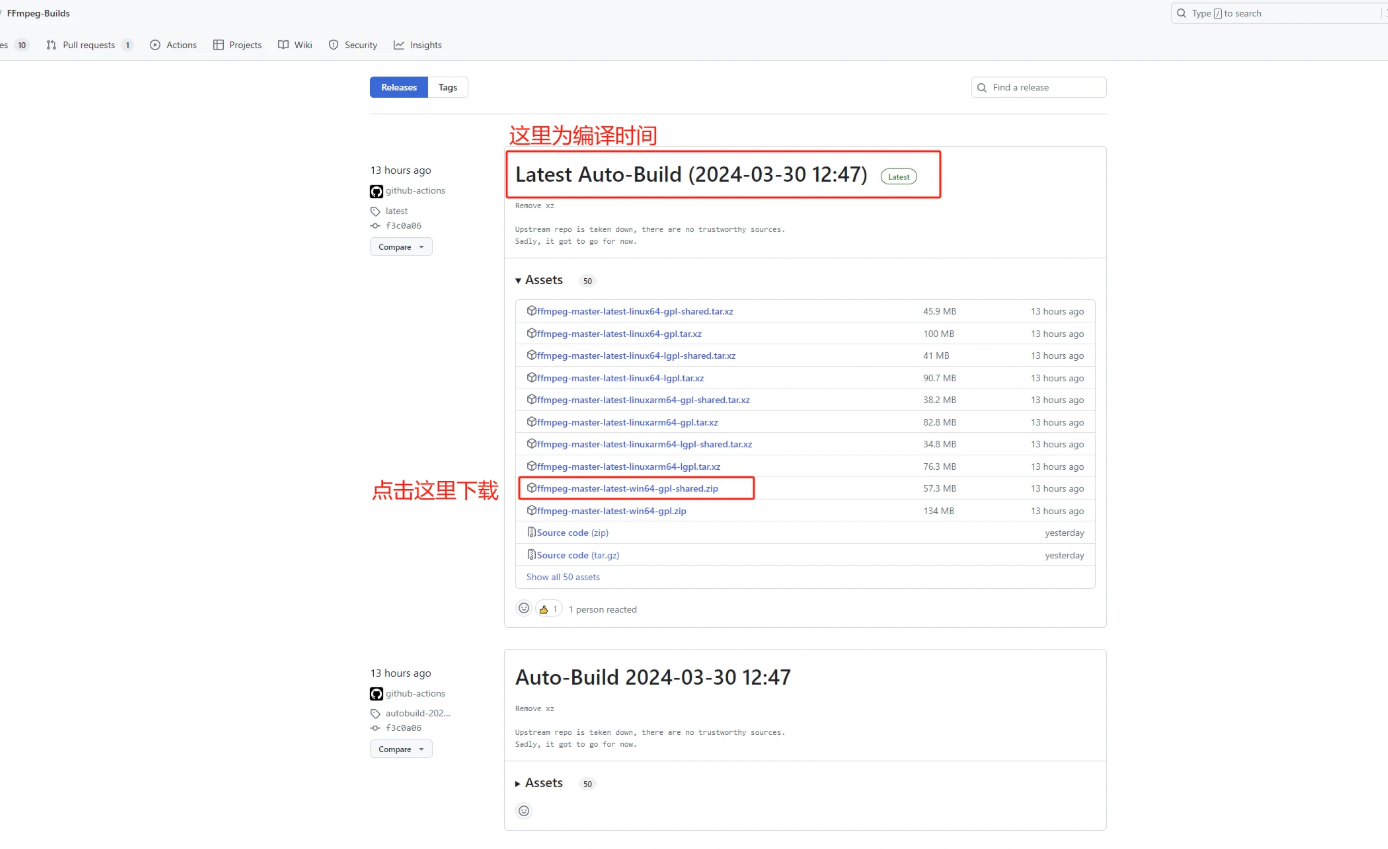 / FFmpeg-Builds
Type / to search
es 10 Pull requests 1 Actions Projects Wiki Security Insights
Releases Tags
Find a release
这里为编译时间
13 hours ago
github-actions
latest
f3c0a06
Compare
Latest Auto-Build (2024-03-30 12:47) Latest
Remove xz
Upstream repo is taken down, there are no trustworthy sources.
Sadly, it got to go for now.
Assets 50
ffmpeg-master-latest-linux64-gpl-shared.tar.xz 45.9 MB 13 hours ago
ffmpeg-master-latest-linux64-gpl.tar.xz 100 MB 13 hours ago
ffmpeg-master-latest-linux64-lgpl-shared.tar.xz 41 MB 13 hours ago
ffmpeg-master-latest-linux64-lgpl.tar.xz 90.7 MB 13 hours ago
ffmpeg-master-latest-linuxarm64-gpl-shared.tar.xz 38.2 MB 13 hours ago
ffmpeg-master-latest-linuxarm64-gpl.tar.xz 82.8 MB 13 hours ago
ffmpeg-master-latest-linuxarm64-lgpl-shared.tar.xz 34.8 MB 13 hours ago
ffmpeg-master-latest-linuxarm64-lgpl.tar.xz 76.3 MB 13 hours ago
点击这里下载
ffmpeg-master-latest-win64-gpl-shared.zip 57.3 MB 13 hours ago
ffmpeg-master-latest-win64-gpl.zip 134 MB 13 hours ago
Source code (zip) yesterday
Source code (tar.gz) yesterday
Show all 50 assets
1 1 person reacted
13 hours ago
github-actions
autobuild-202...
f3c0a06
Compare
Auto-Build 2024-03-30 12:47
Remove xz
Upstream repo is taken down, there are no trustworthy sources.
Sadly, it got to go for now.
Assets 50